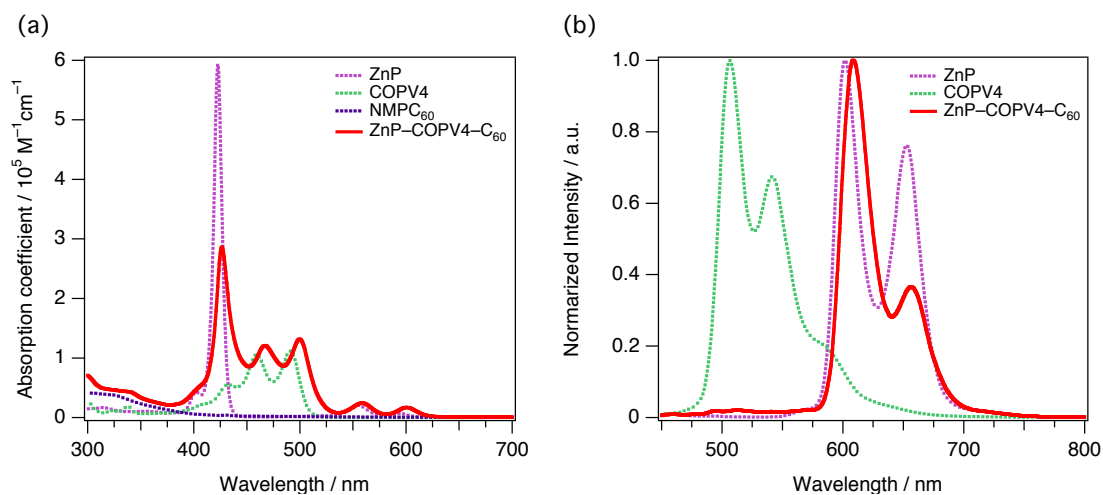 (a)
6
5
4
3
2
1
0
300
400
500
600
700
Absorption coefficient / 10⁵ M⁻¹cm⁻¹
Wavelength / nm
ZnP
COPV4
NMPC₆₀
ZnP–COPV4–C₆₀
(b)
1.0
0.8
0.6
0.4
0.2
0
500
600
700
800
Normarized Intensity / a.u.
Wavelength / nm
ZnP
COPV4
ZnP–COPV4–C₆₀